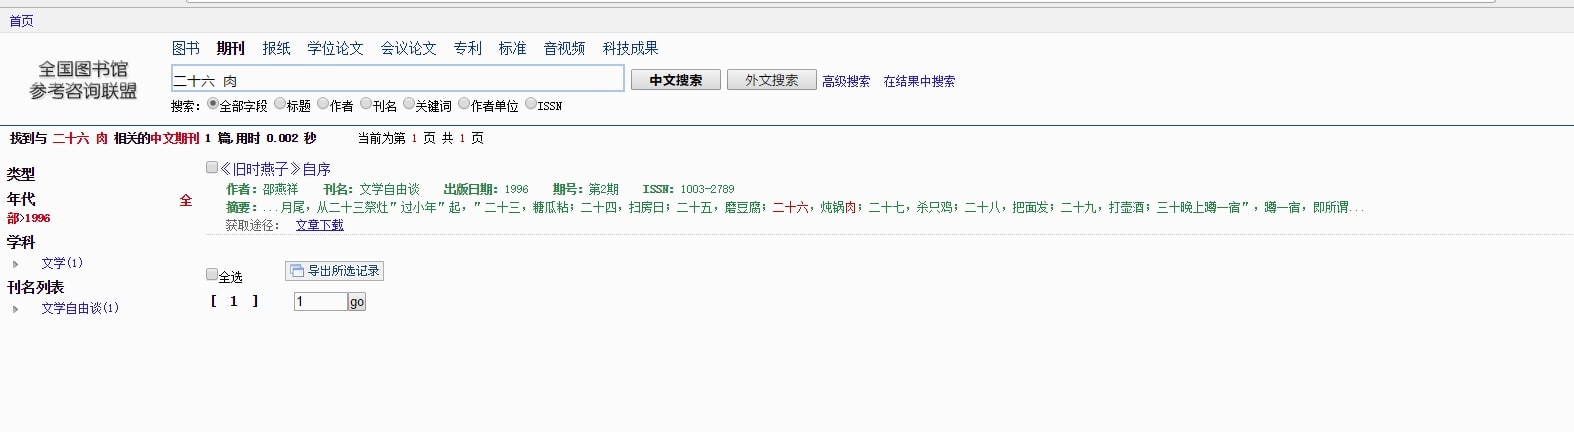 首页
图书 期刊 报纸 学位论文 会议论文 专利 标准 音视频 科技成果
全国图书馆
参考咨询联盟
二十六 肉 中文搜索 外文搜索 高级搜索 在结果中搜索
搜索: 全部字段 标题 作者 刊名 关键词 作者单位 ISSN
找到与 二十六 肉 相关的中文期刊 1 篇,用时 0.002 秒 当前为第 1 页 共 1 页
类型
年代 全
部>1996
学科
文学(1)
刊名列表
文学自由谈(1)
《旧时燕子》自序
作者: 邵燕祥 刊名: 文学自由谈 出版日期: 1996 期号: 第2期 ISSN: 1003-2789
摘要: ...月尾，从二十三祭灶”过小年”起，”二十三，糖瓜粘；二十四，扫房日；二十五，磨豆腐；二十六，炖锅肉；二十七，杀只鸡；二十八，把面发；二十九，打壶酒；三十晚上蹲一宿”，蹲一宿，即所谓...
获取途径: 文章下载
全选 导出所选记录
[ 1 ] 1 go